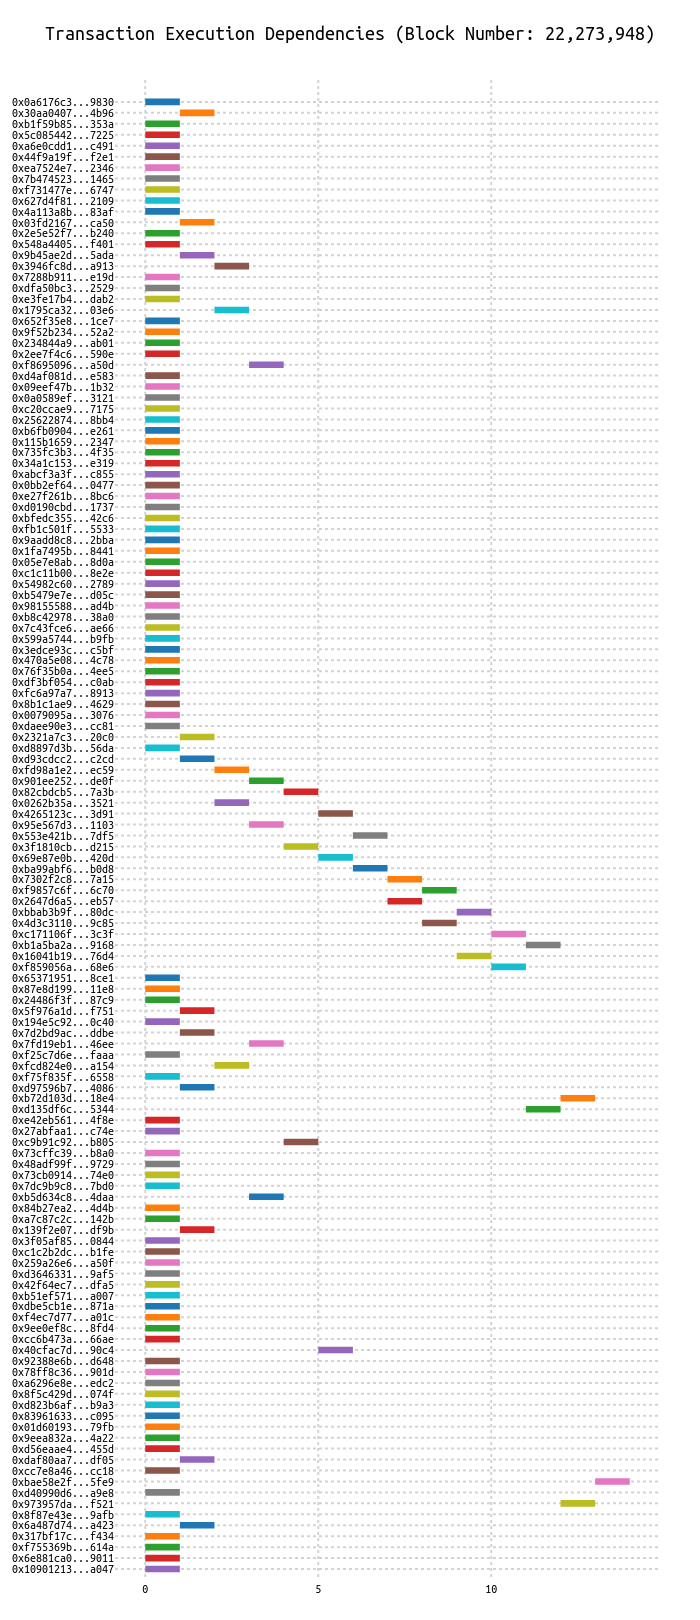 Transaction Execution Dependencies (Block Number: 22,273,948)
0x0a6176c3...9830
0x30aa0407...4b96
0xb1f59b85...353a
0x5c085442...7225
0xa6e0cdd1...c491
0x44f9a19f...f2e1
0xea7524e7...2346
0x7b474523...1465
0xf731477e...6747
0x627d4f81...2109
0x4a113a8b...83af
0x03fd2167...ca50
0x2e5e52f7...b240
0x548a4405...f401
0x9b45ae2d...5ada
0x3946fc8d...a913
0x7288b911...e19d
0xdfa50bc3...2529
0xe3fe17b4...dab2
0x1795ca32...03e6
0x652f35e8...1ce7
0x9f52b234...52a2
0x234844a9...ab01
0x2ee7f4c6...590e
0xf8695096...a50d
0xd4af081d...e583
0x09eef47b...1b32
0x0a0589ef...3121
0xc20ccae9...7175
0x25622874...8bb4
0xb6fb0904...e261
0x115b1659...2347
0x735fc3b3...4f35
0x34a1c153...e319
0xabcf3a3f...c855
0x0bb2ef64...0477
0xe27f261b...8bc6
0xd0190cbd...1737
0xbfedc355...42c6
0xfb1c501f...5533
0x9aadd8c8...2bba
0x1fa7495b...8441
0x05e7e8ab...8d0a
0xc1c11b00...8e2e
0x54982c60...2789
0xb5479e7e...d05c
0x98155588...ad4b
0xb8c42978...38a0
0x7c43fce6...ae66
0x599a5744...b9fb
0x3edce93c...c5bf
0x470a5e08...4c78
0x76f35b0a...4ee5
0xdf3bf054...c0ab
0xfc6a97a7...8913
0x8b1c1ae9...4629
0x0079095a...3076
0xdaee90e3...cc81
0x2321a7c3...20c0
0xd8897d3b...56da
0xd93cdcc2...c2cd
0xfd98a1e2...ec59
0x901ee252...de0f
0x82cbdcb5...7a3b
0x0262b35a...3521
0x4265123c...3d91
0x95e567d3...1103
0x553e421b...7df5
0x3f1810cb...d215
0x69e87e0b...420d
0xba99abf6...b0d8
0x7302f2c8...7a15
0xf9857c6f...6c70
0x2647d6a5...eb57
0xbbab3b9f...80dc
0x4d3c3110...9c85
0xc171106f...3c3f
0xb1a5ba2a...9168
0x16041b19...76d4
0xf859056a...68e6
0x65371951...8ce1
0x87e8d199...11e8
0x24486f3f...87c9
0x5f976a1d...f751
0x194e5c92...0c40
0x7d2bd9ac...ddbe
0x7fd19eb1...46ee
0xf25c7d6e...faaa
0xfcd824e0...a154
0xf75f835f...6558
0xd97596b7...4086
0xb72d103d...18e4
0xd135df6c...5344
0xe42eb561...4f8e
0x27abfaa1...c74e
0xc9b91c92...b805
0x73cffc39...b8a0
0x48adf99f...9729
0x73cb0914...74e0
0x7dc9b9c8...7bd0
0xb5d634c8...4daa
0x84b27ea2...4d4b
0xa7c87c2c...142b
0x139f2e07...df9b
0x3f05af85...0844
0xc1c2b2dc...b1fe
0x259a26e6...a50f
0xd3646331...9af5
0x42f64ec7...dfa5
0xb51ef571...a007
0xdbe5cb1e...871a
0xf4ec7d77...a01c
0x9ee0ef8c...8fd4
0xcc6b473a...66ae
0x40cfac7d...90c4
0x92388e6b...d648
0x78ff8c36...901d
0xa6296e8e...edc2
0x8f5c429d...074f
0xd823b6af...b9a3
0x83961633...c095
0x01d60193...79fb
0x9eea832a...4a22
0xd56eaae4...455d
0xdaf80aa7...df05
0xcc7e8a46...cc18
0xbae58e2f...5fe9
0xd40990d6...a9e8
0x973957da...f521
0x8f87e43e...9afb
0x6a487d74...a423
0x317bf17c...f434
0xf755369b...614a
0x6e881ca0...9011
0x10901213...a047
0 5 10